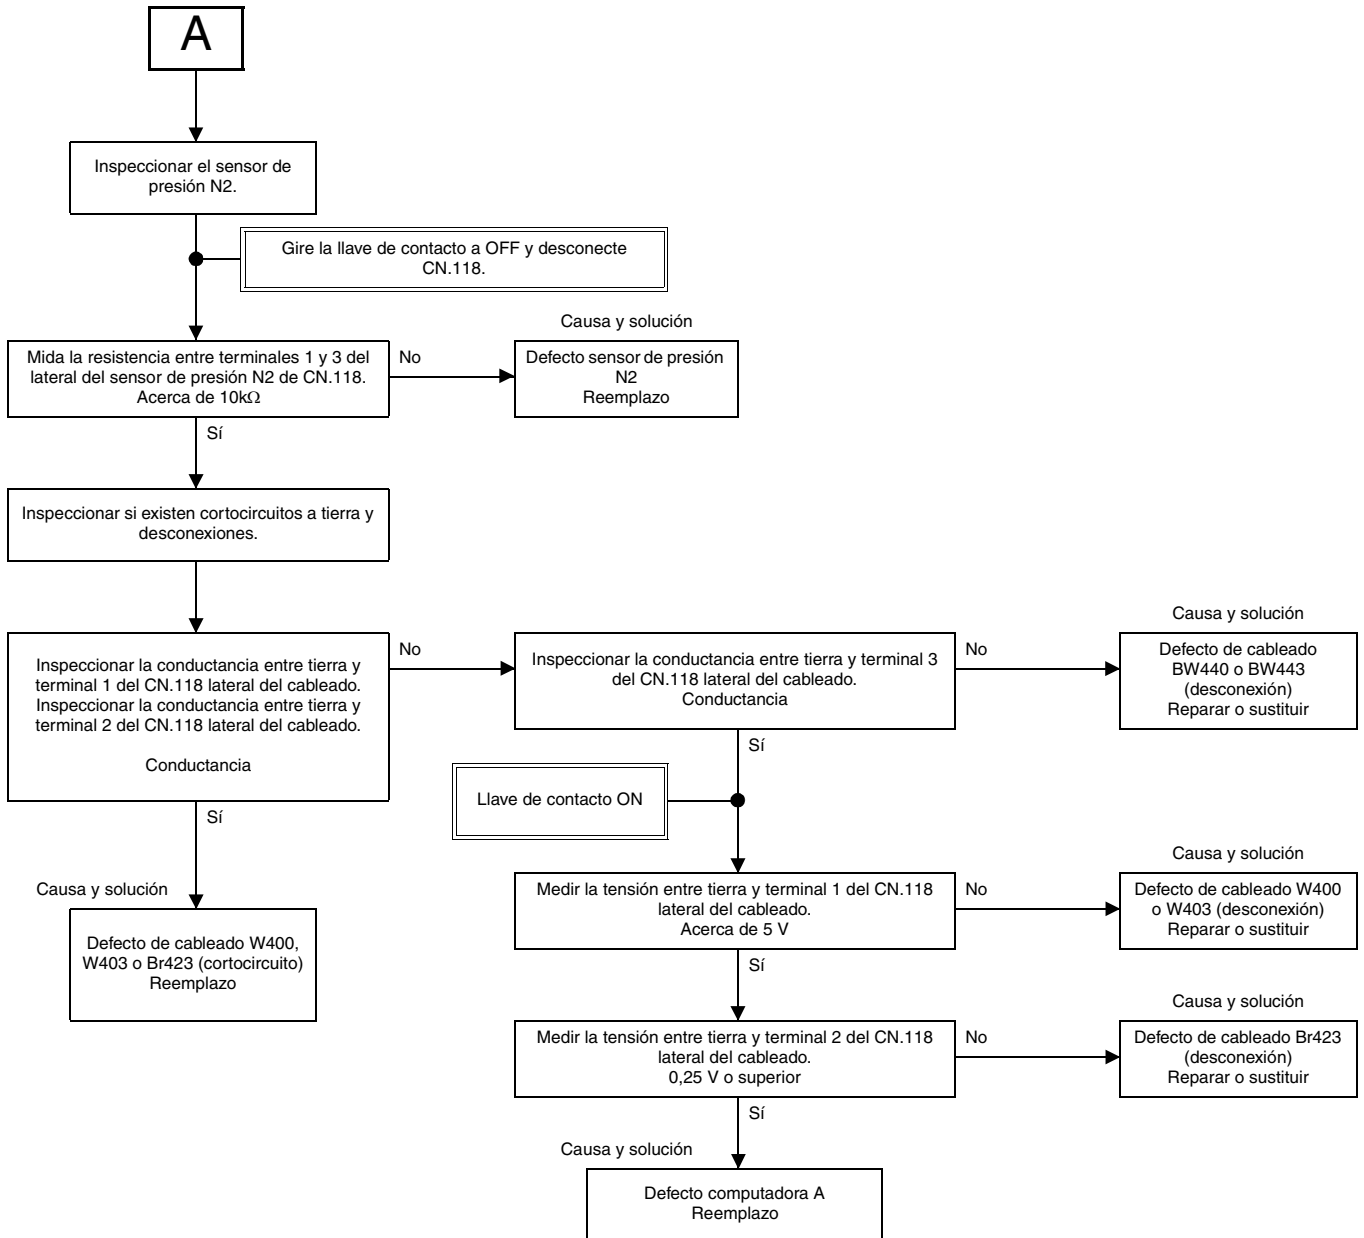 A
Inspeccionar el sensor de
presión N2.
Gire la llave de contacto a OFF y desconecte
CN.118.
Causa y solución
Mida la resistencia entre terminales 1 y 3 del
lateral del sensor de presión N2 de CN.118.
Acerca de 10kΩ
No
Defecto sensor de presión
N2
Reemplazo
Sí
Inspeccionar si existen cortocircuitos a tierra y
desconexiones.
Inspeccionar la conductancia entre tierra y
terminal 1 del CN.118 lateral del cableado.
Inspeccionar la conductancia entre tierra y
terminal 2 del CN.118 lateral del cableado.
Conductancia
No
Inspeccionar la conductancia entre tierra y terminal 3
del CN.118 lateral del cableado.
Conductancia
No
Causa y solución
Defecto de cableado
BW440 o BW443
(desconexión)
Reparar o sustituir
Sí
Llave de contacto ON
Sí
Causa y solución
Defecto de cableado W400,
W403 o Br423 (cortocircuito)
Reemplazo
Medir la tensión entre tierra y terminal 1 del CN.118
lateral del cableado.
Acerca de 5 V
No
Causa y solución
Defecto de cableado W400
o W403 (desconexión)
Reparar o sustituir
Sí
Medir la tensión entre tierra y terminal 2 del CN.118
lateral del cableado.
0,25 V o superior
No
Causa y solución
Defecto de cableado Br423
(desconexión)
Reparar o sustituir
Sí
Causa y solución
Defecto computadora A
Reemplazo